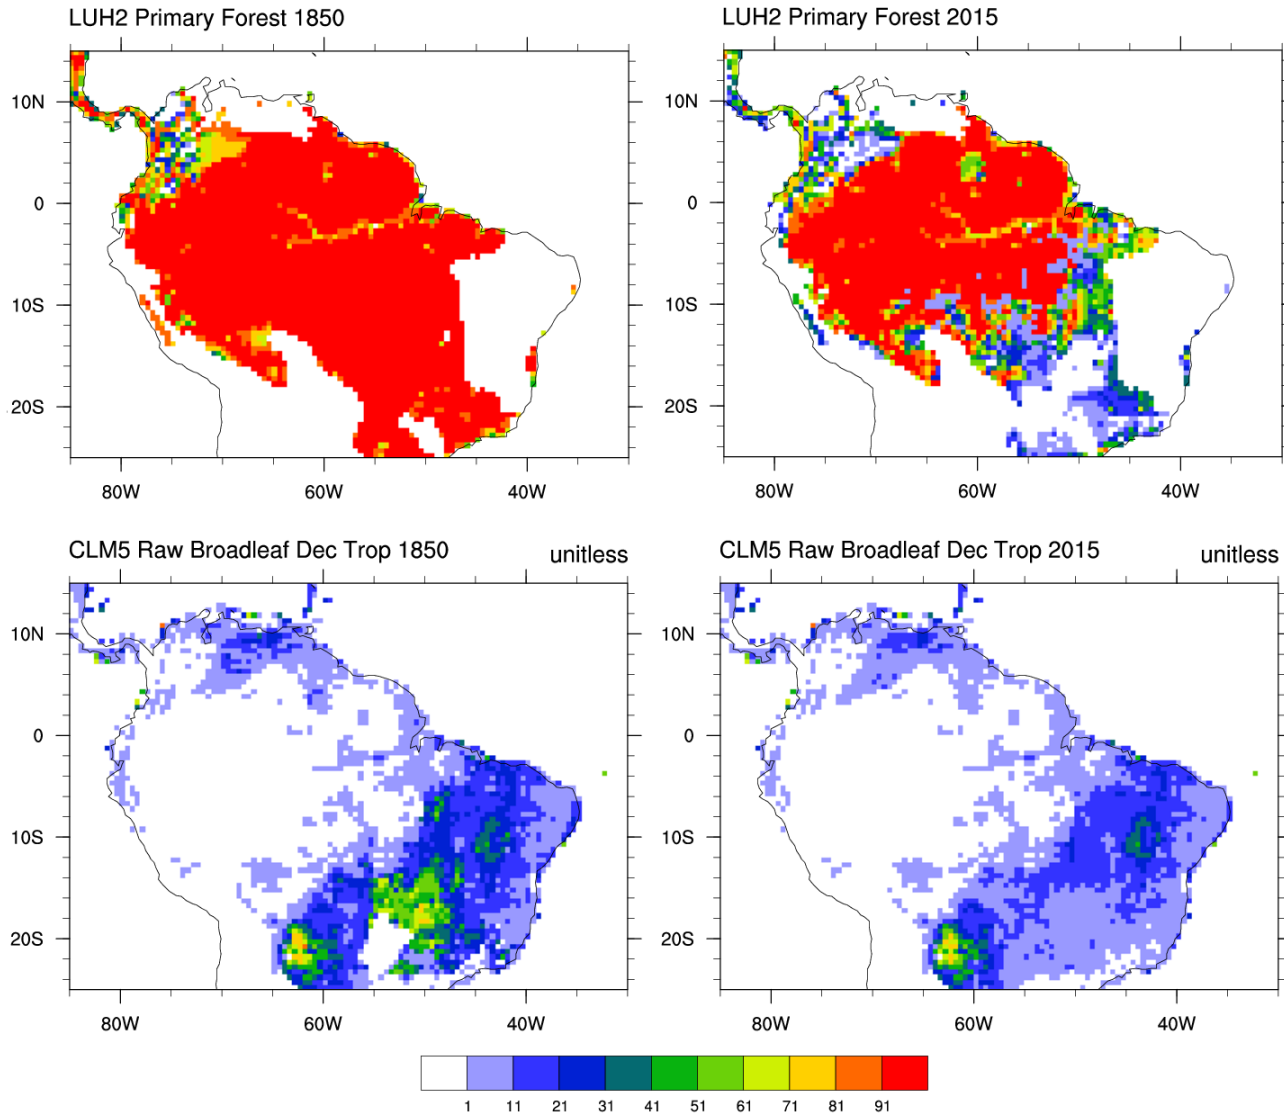 LUH2 Primary Forest 1850
LUH2 Primary Forest 2015
10N
0
10S
20S
80W
60W
40W
10N
0
10S
20S
80W
60W
40W
CLM5 Raw Broadleaf Dec Trop 1850
unitless
CLM5 Raw Broadleaf Dec Trop 2015
unitless
10N
0
10S
20S
80W
60W
40W
10N
0
10S
20S
80W
60W
40W
1 11 21 31 41 51 61 71 81 91